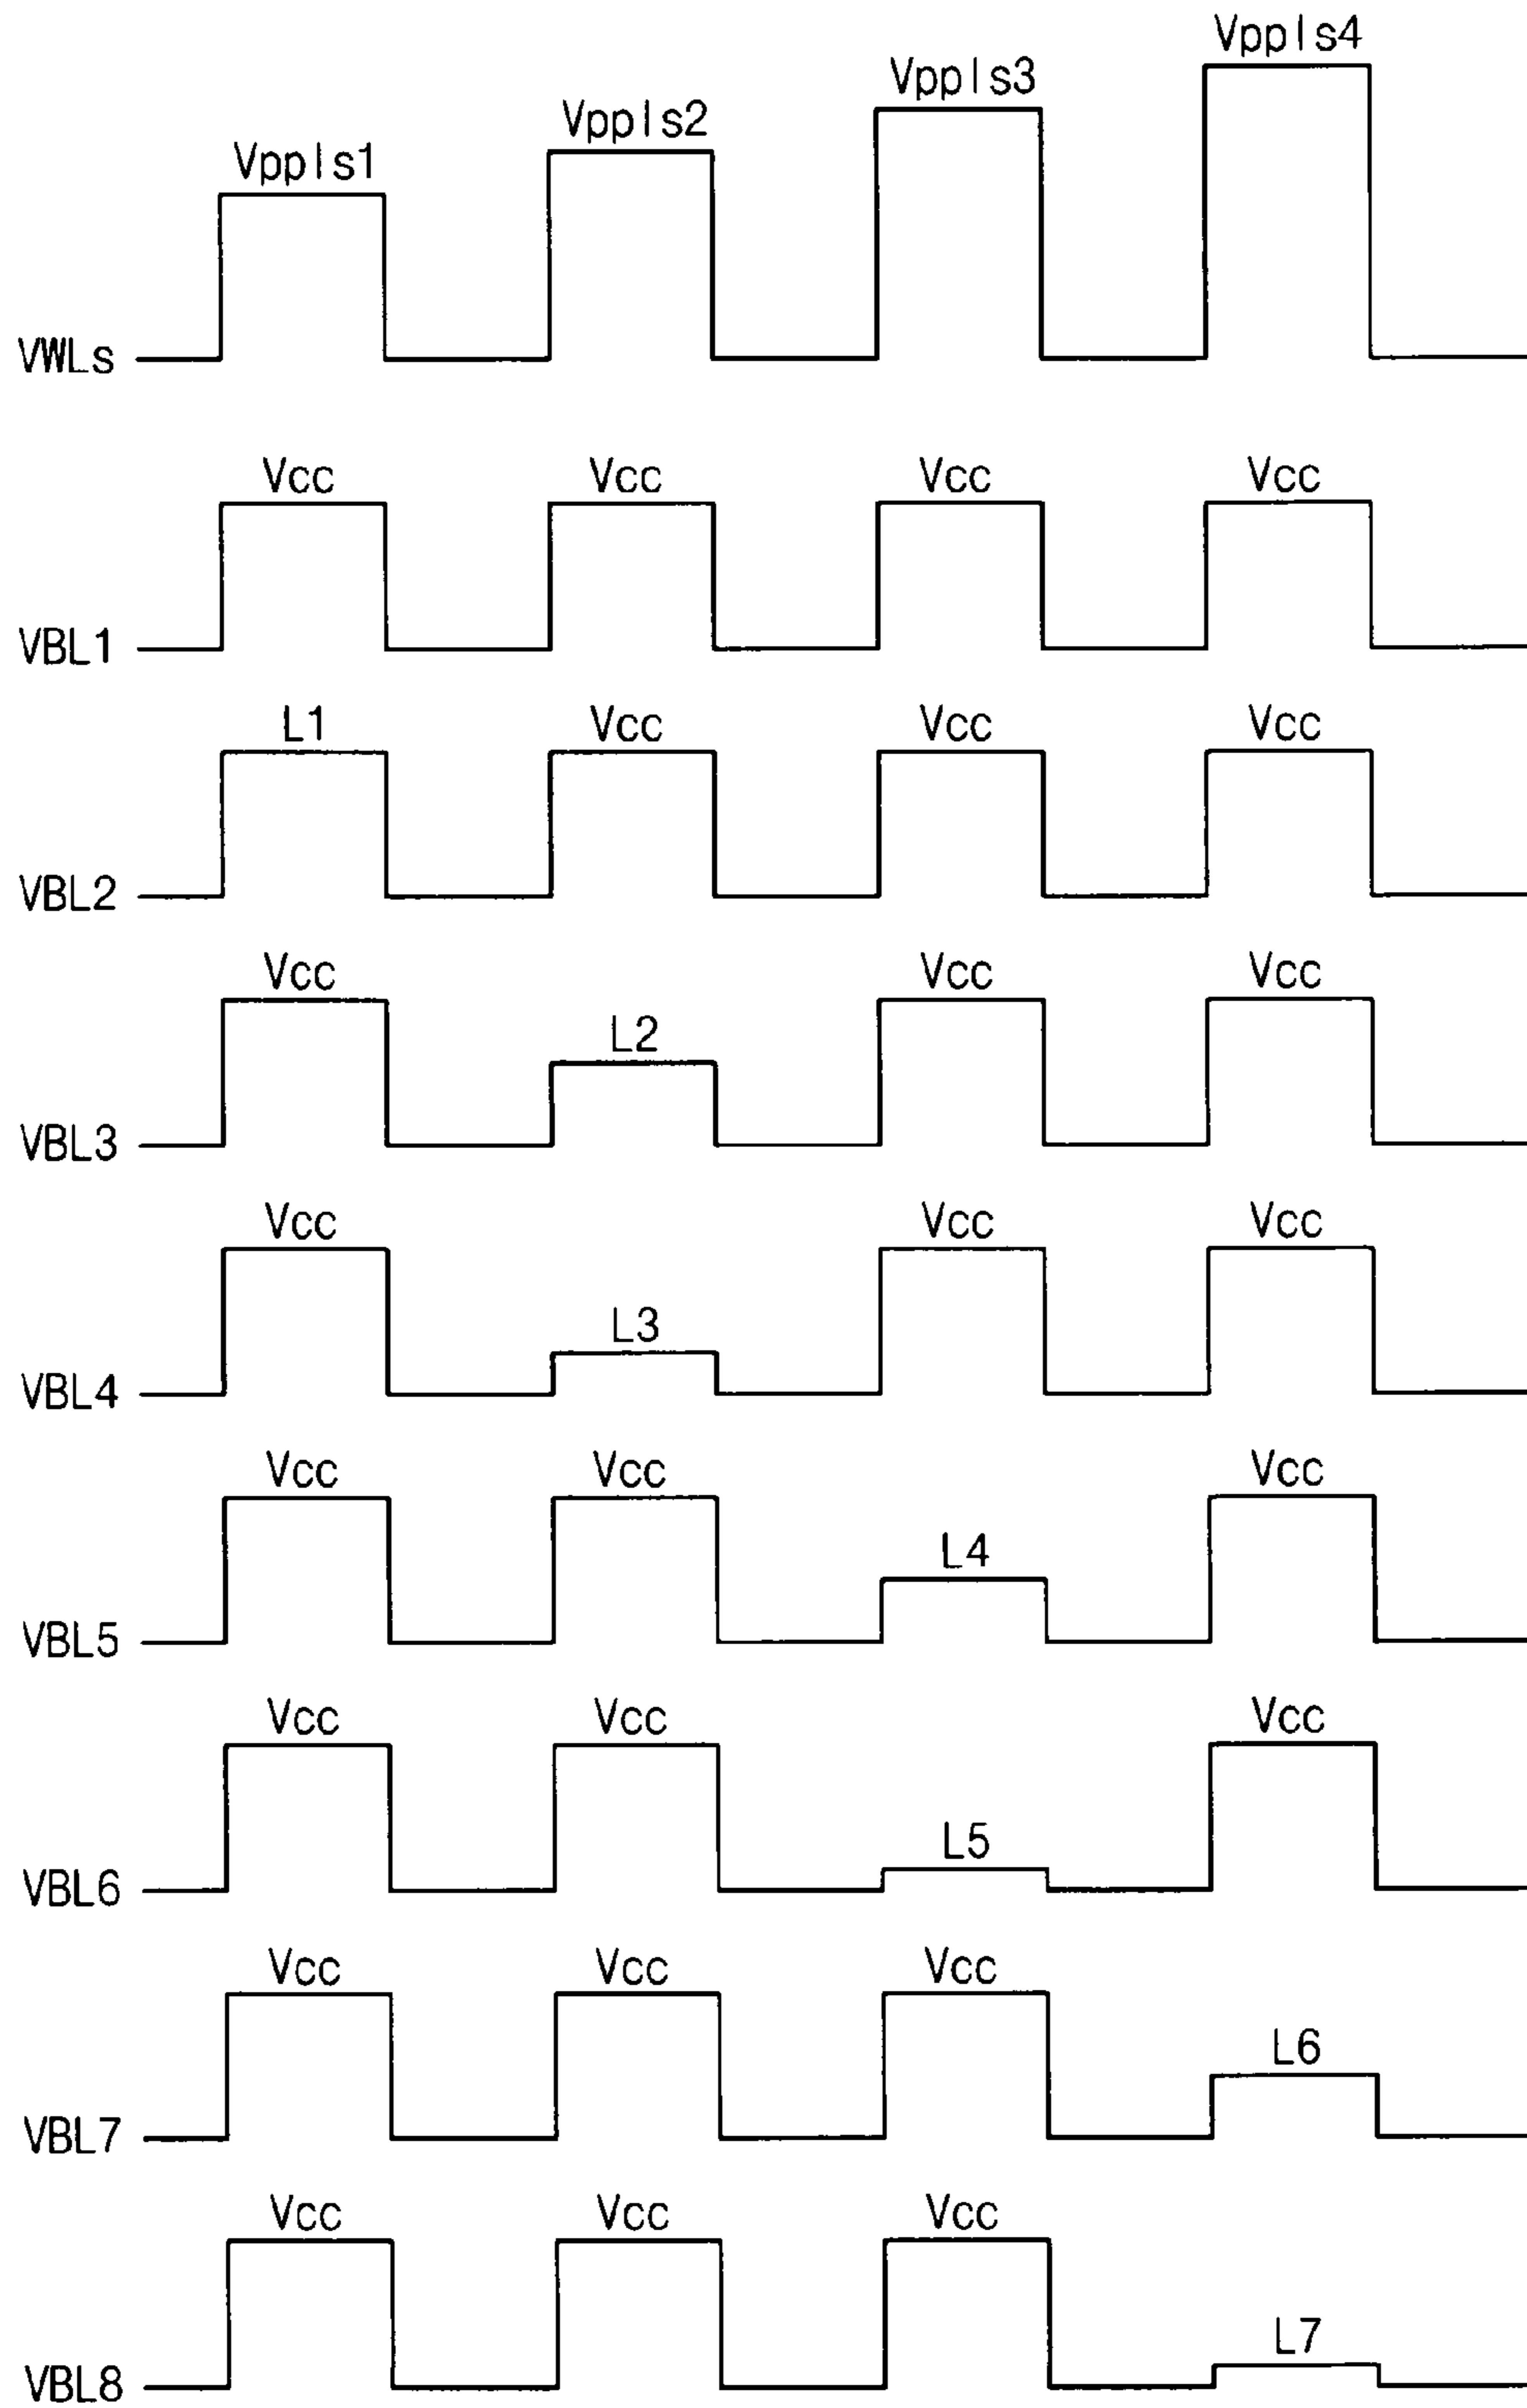 Vppls4
Vppls3
Vppls2
Vppls1
VWLs
Vcc Vcc Vcc Vcc
VBL1
L1 Vcc Vcc Vcc
VBL2
Vcc Vcc Vcc
L2
VBL3
Vcc Vcc Vcc
L3
VBL4
Vcc Vcc Vcc
L4
VBL5
Vcc Vcc Vcc
L5
VBL6
Vcc Vcc Vcc
L6
VBL7
Vcc Vcc Vcc
L7
VBL8